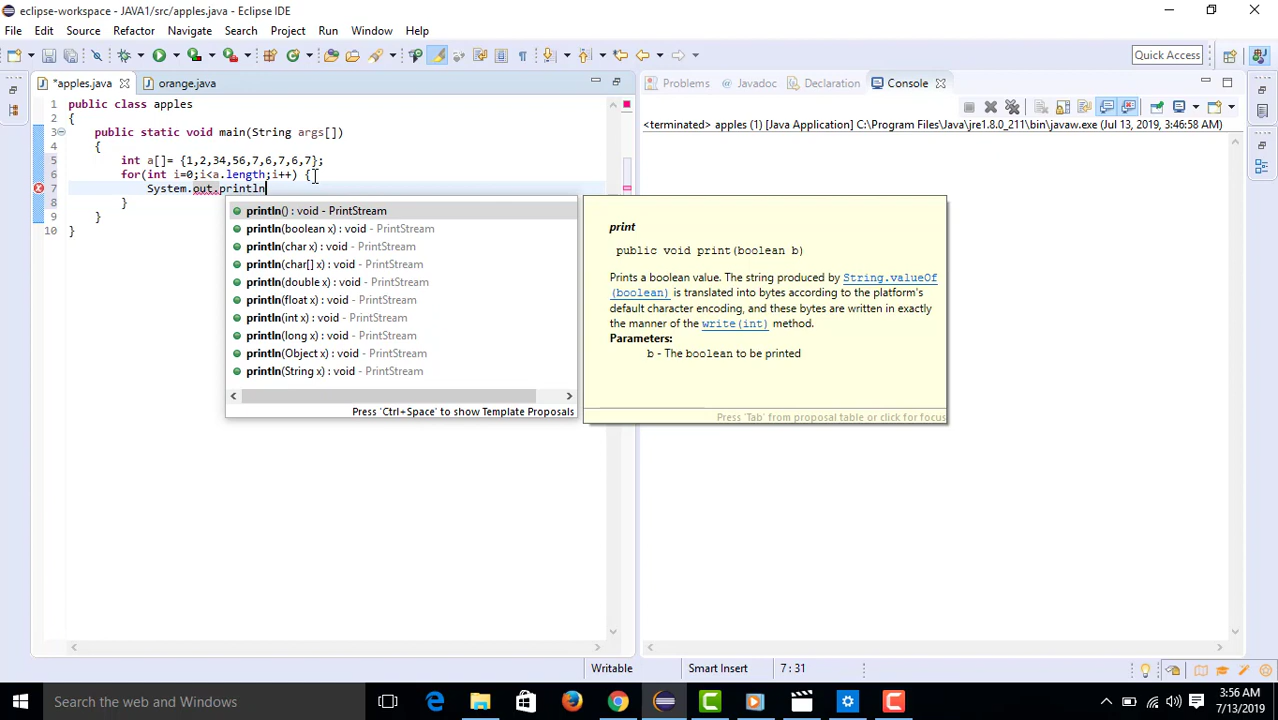 eclipse-workspace - JAVA1/src/apples.java - Eclipse IDE
File Edit Source Refactor Navigate Search Project Run Window Help
Quick Access
*apples.java orange.java Problems Javadoc Declaration Console
<terminated> apples (1) [Java Application] C:\Program Files\Java\jre1.8.0_211\bin\javaw.exe (Jul 13, 2019, 3:46:58 AM)
1 public class apples
2 {
3 public static void main(String args[])
4 {
5 int a[]= {1,2,34,56,7,6,7,6,7};
6 for(int i=0;i<a.length;i++) {
7 System.out.println
8 }
9 }
10 }
println() : void - PrintStream
println(boolean x) : void - PrintStream
println(char x) : void - PrintStream
println(char[] x) : void - PrintStream
println(double x) : void - PrintStream
println(float x) : void - PrintStream
println(int x) : void - PrintStream
println(long x) : void - PrintStream
println(Object x) : void - PrintStream
println(String x) : void - PrintStream
Press 'Ctrl+Space' to show Template Proposals
print
public void print(boolean b)
Prints a boolean value. The string produced by String.valueOf
(boolean) is translated into bytes according to the platform's
default character encoding, and these bytes are written in exactly
the manner of the write(int) method.
Parameters:
b - The boolean to be printed
Press 'Tab' from proposal table or click for focus
Writable Smart Insert 7 : 31
Search the web and Windows
3:56 AM
7/13/2019